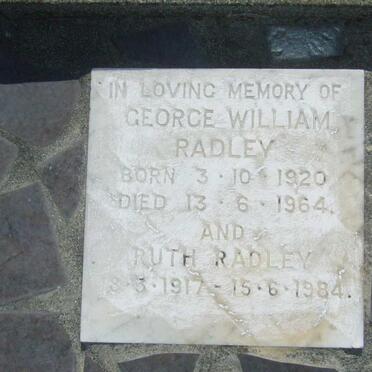 IN LOVING MEMORY OF
GEORGE WILLIAM
RADLEY
BORN 3·10·1920
DIED 13·6·1964.
AND
RUTH RADLEY
8·3·1917 - 15·6·1984.